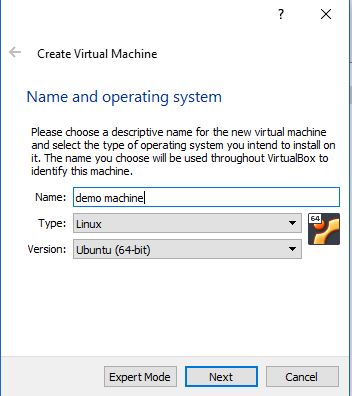 ?
Create Virtual Machine
Name and operating system
Please choose a descriptive name for the new virtual machine
and select the type of operating system you intend to install on
it. The name you choose will be used throughout VirtualBox to
identify this machine.
Name: demo machine
Type: Linux
64
Version: Ubuntu (64-bit)
Expert Mode Next Cancel